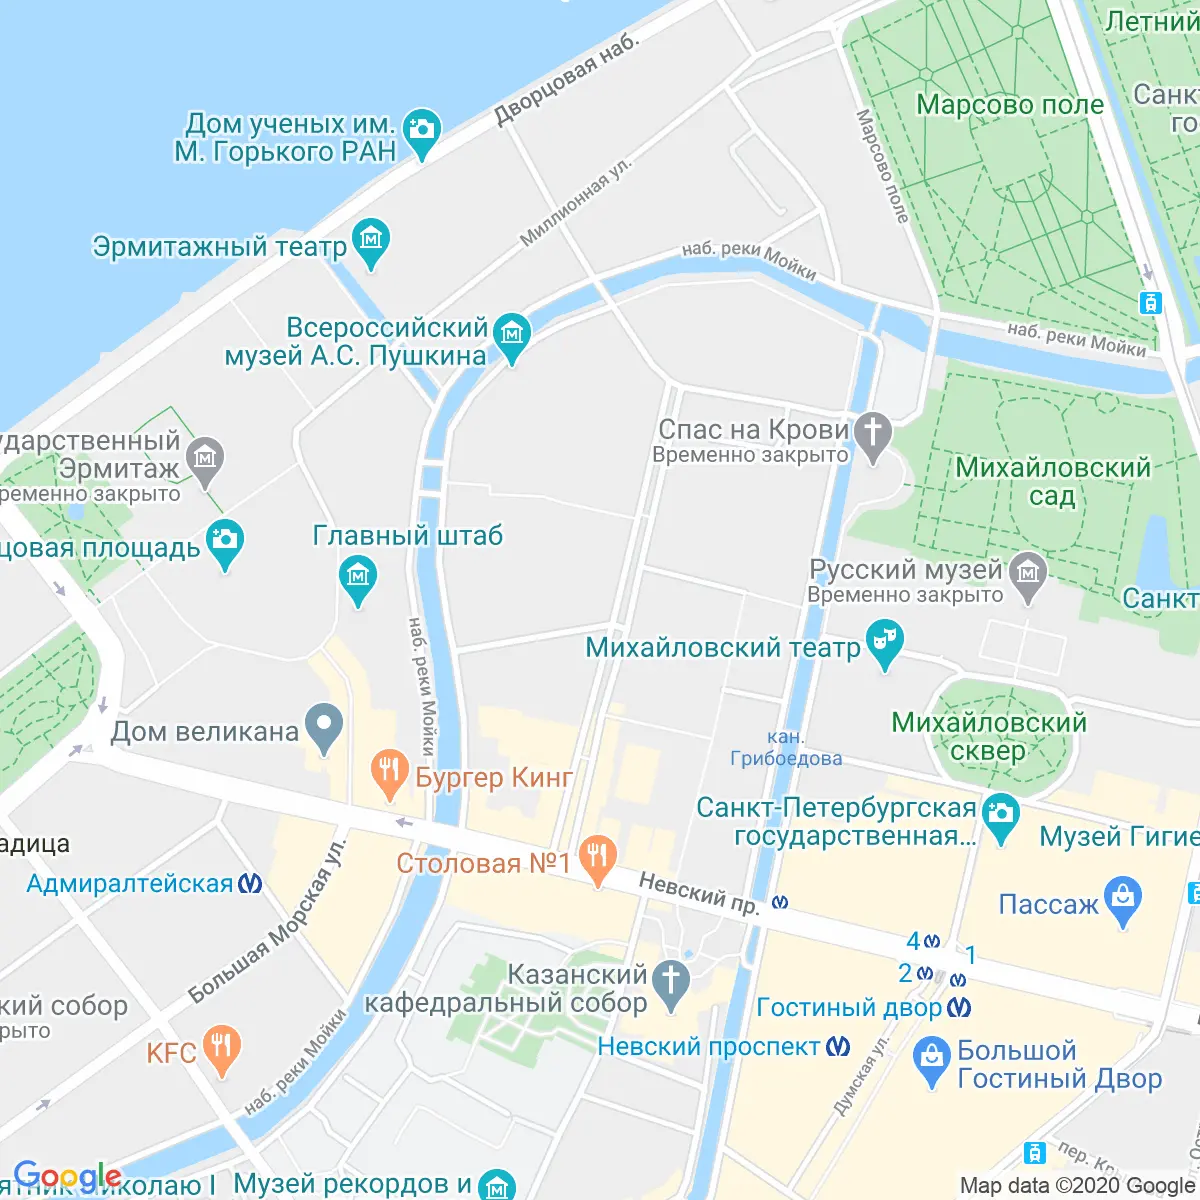 Летний
Дворцовая наб.
Санкт
го
Марсово поле
Дом ученых им.
М. Горького РАН
Марсово поле
Миллионная ул.
Эрмитажный театр
наб. реки Мойки
Всероссийский
музей А.С. Пушкина
наб. реки Мойки
Спас на Крови
Временно закрыто
ударственный
Эрмитаж
ременно закрыто
Михайловский
сад
Главный штаб
цовая площадь
Русский музей
Временно закрыто
Санкт
Михайловский театр
наб. реки Мойки
Дом великана
Михайловский
сквер
кан.
Грибоедова
Бургер Кинг
Санкт-Петербургская
государственная...
Музей Гигие
адица
Столовая №1
Адмиралтейская
Невский пр.
Пассаж
Большая Морская ул.
4
1
2
Казанский
кафедральный собор
ский собор
крыто
Гостиный двор
Невский проспект
KFC
Большой
Гостиный Двор
наб. реки Мойки
Думская ул.
пер. Кр
Google
ятник Николаю I
Музей рекордов и
Map data ©2020 Google